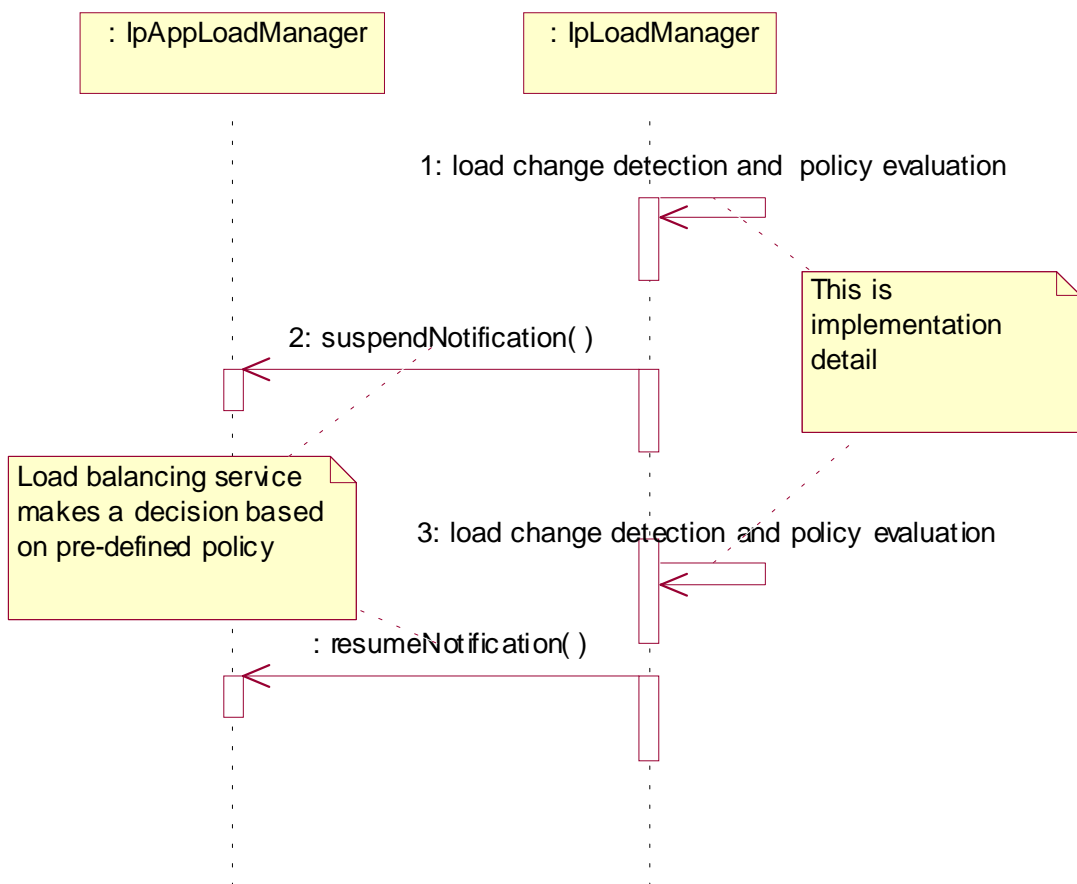 : IpAppLoadManager
: IpLoadManager
1: load change detection and policy evaluation
This is
implementation
detail
2: suspendNotification( )
Load balancing service
makes a decision based
on pre-defined policy
3: load change detection and policy evaluation
: resumeNotification( )